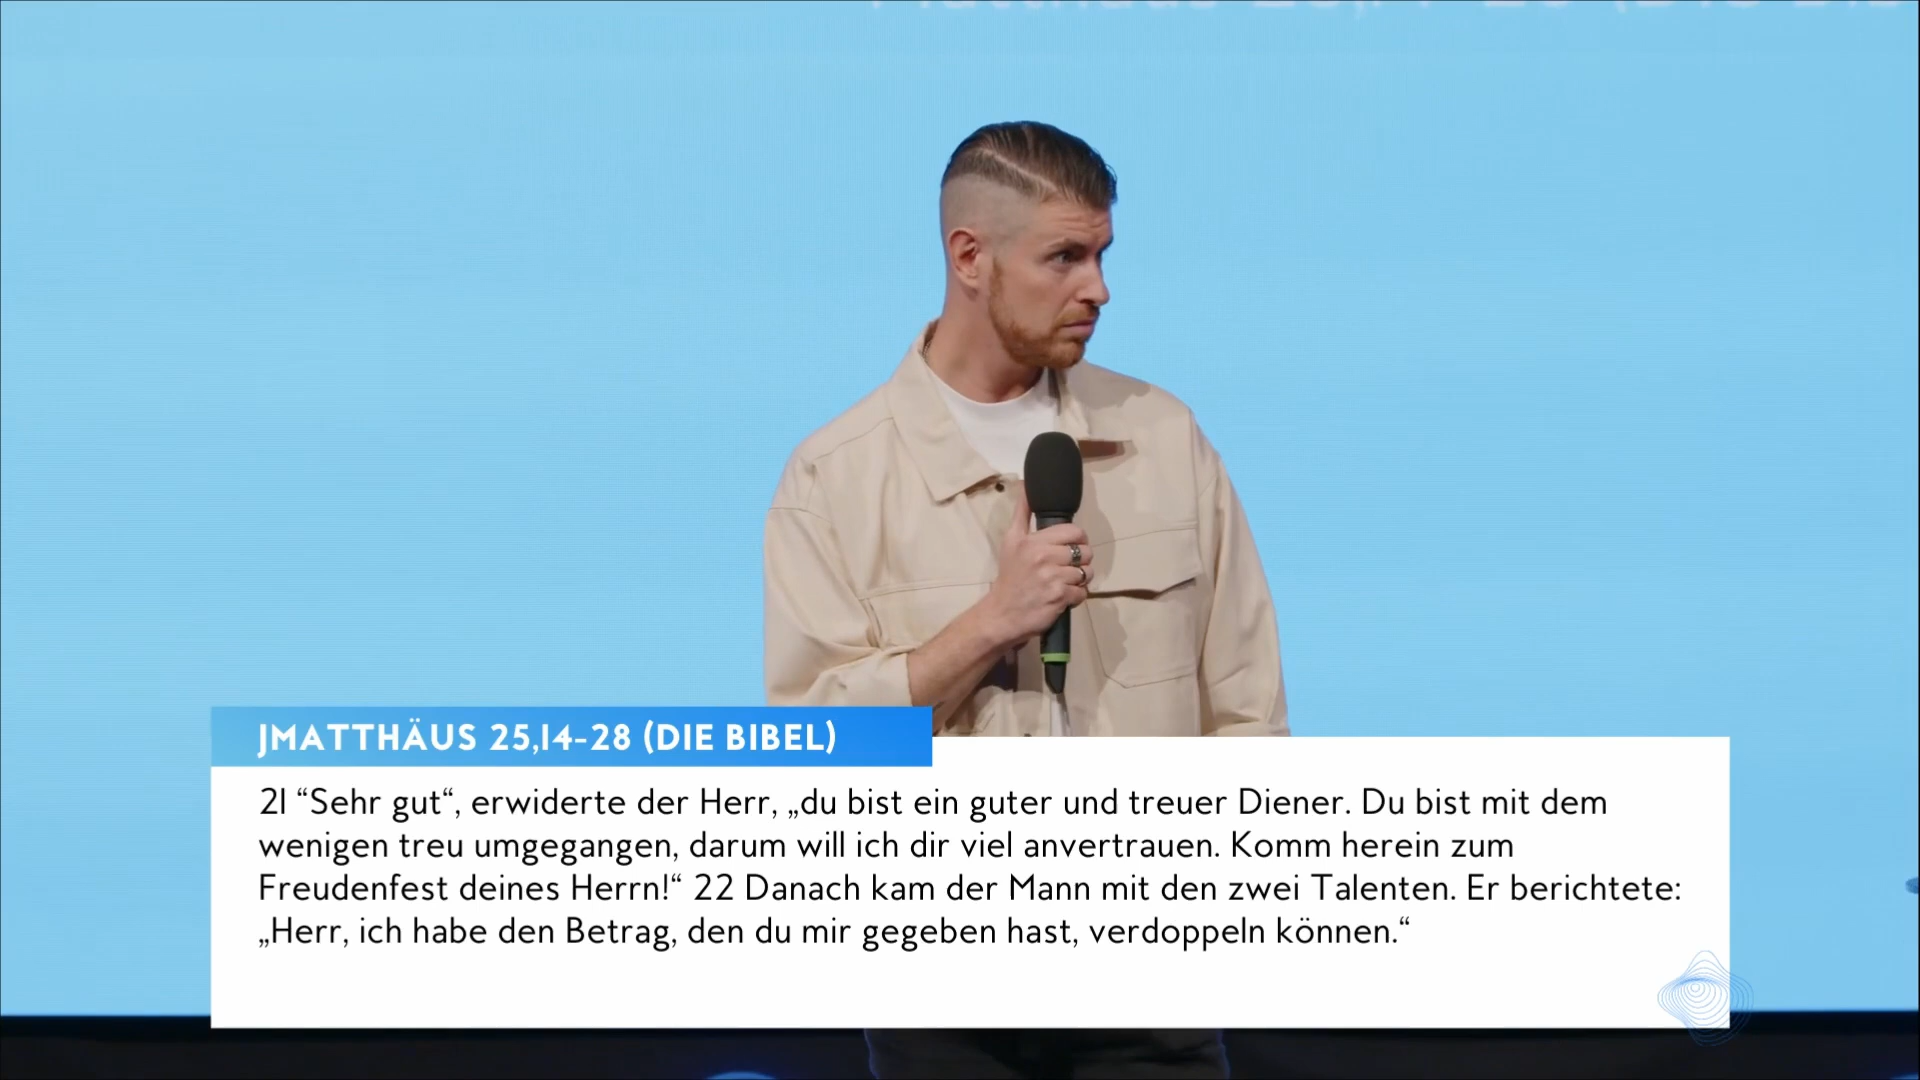 JMATTHÄUS 25,14-28 (DIE BIBEL)
21 “Sehr gut“, erwiderte der Herr, „du bist ein guter und treuer Diener. Du bist mit dem
wenigen treu umgegangen, darum will ich dir viel anvertrauen. Komm herein zum
Freudenfest deines Herrn!“ 22 Danach kam der Mann mit den zwei Talenten. Er berichtete:
„Herr, ich habe den Betrag, den du mir gegeben hast, verdoppeln können.“